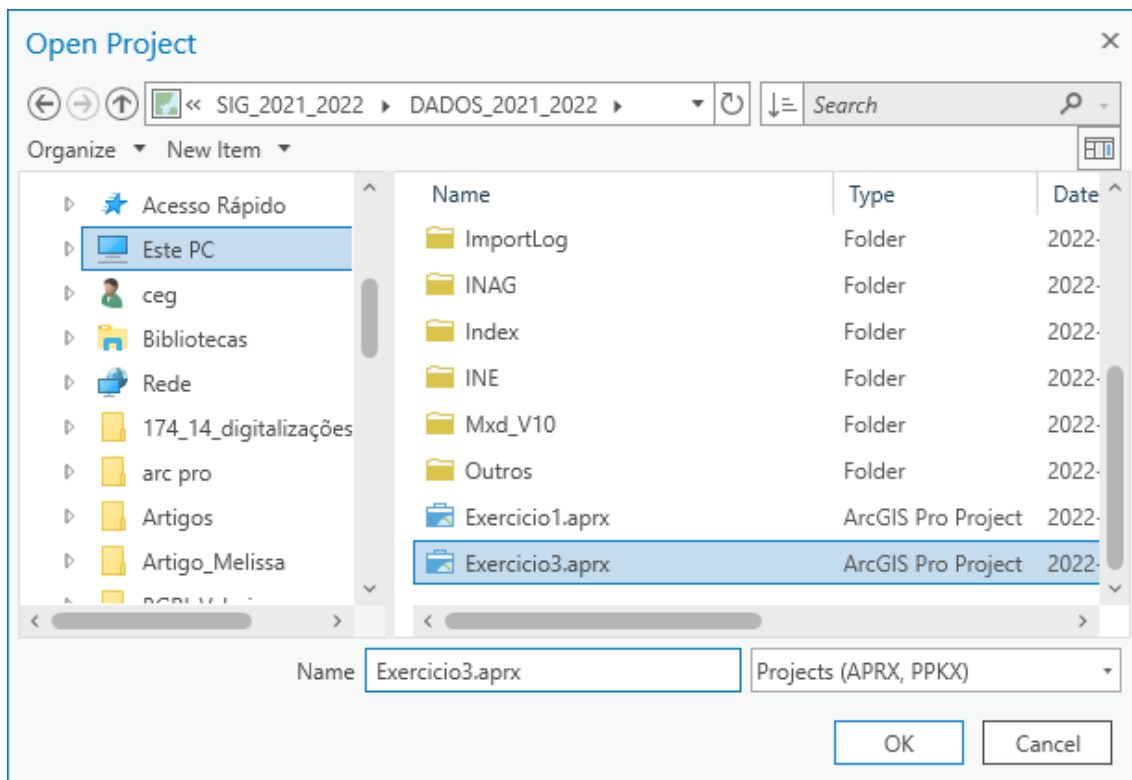 Open Project
« SIG_2021_2022 DADOS_2021_2022 Search
Organize New Item
Acesso Rápido
Este PC
ceg
Bibliotecas
Rede
174_14_digitalizações
arc pro
Artigos
Artigo_Melissa
Name Type Date
ImportLog Folder 2022-
INAG Folder 2022-
Index Folder 2022-
INE Folder 2022-
Mxd_V10 Folder 2022-
Outros Folder 2022-
Exercicio1.aprx ArcGIS Pro Project 2022-
Exercicio3.aprx ArcGIS Pro Project 2022-
Name Exercicio3.aprx Projects (APRX, PPKX)
OK Cancel